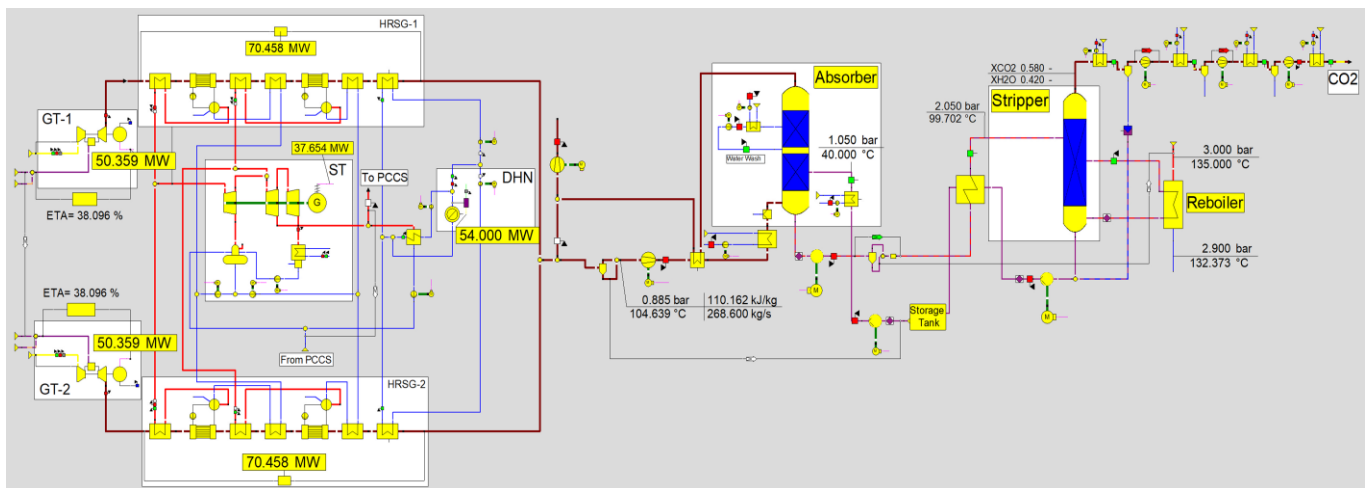 HRSG-1
70.458 MW
GT-1
50.359 MW
ETA= 38.096 %
37.654 MW
ST
G
To PCCS
DHN
54.000 MW
ETA= 38.096 %
50.359 MW
GT-2
From PCCS
HRSG-2
70.458 MW
0.885 bar
110.162 kJ/kg
104.639 °C
268.600 kg/s
Absorber
1.050 bar
40.000 °C
Water Wash
M
Storage
Tank
XCO2 0.580 -
XH2O 0.420 -
2.050 bar
99.702 °C
Stripper
M
3.000 bar
135.000 °C
Reboiler
2.900 bar
132.373 °C
CO2